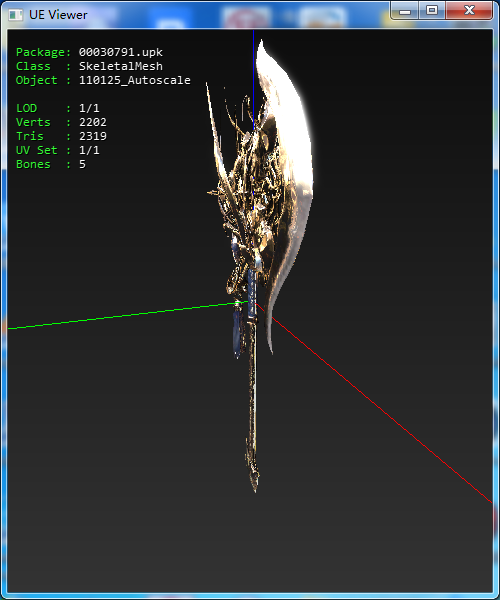 UE Viewer
Package: 00030791.upk
Class : SkeletalMesh
Object : 110125_Autoscale
LOD : 1/1
Verts : 2202
Tris : 2319
UV Set : 1/1
Bones : 5